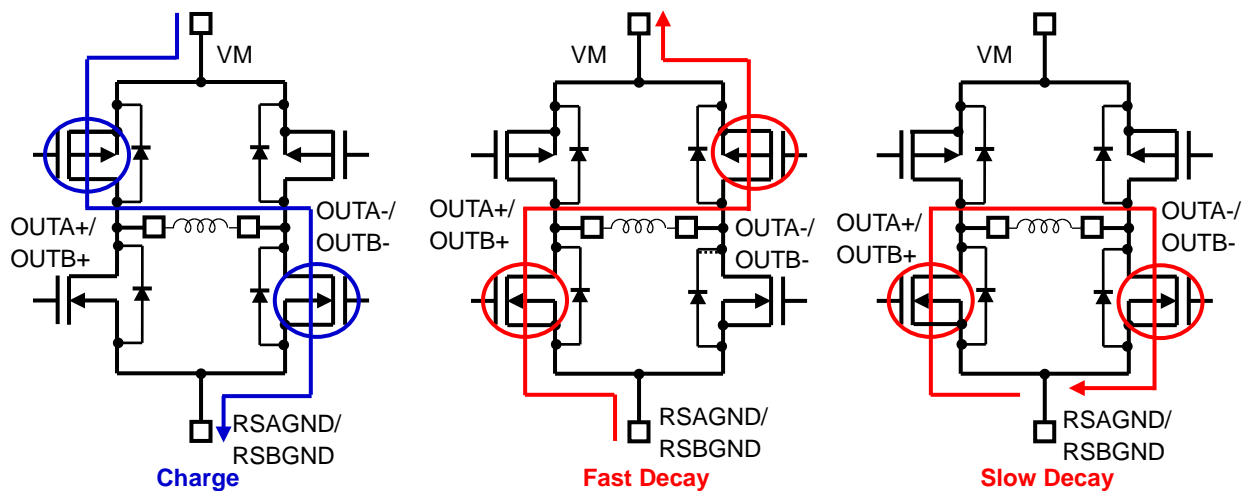 VM
OUTA+/
OUTB+
OUTA-/
OUTB-
RSAGND/
RSBGND
Charge
VM
OUTA+/
OUTB+
OUTA-/
OUTB-
RSAGND/
RSBGND
Fast Decay
VM
OUTA+/
OUTB+
OUTA-/
OUTB-
RSAGND/
RSBGND
Slow Decay